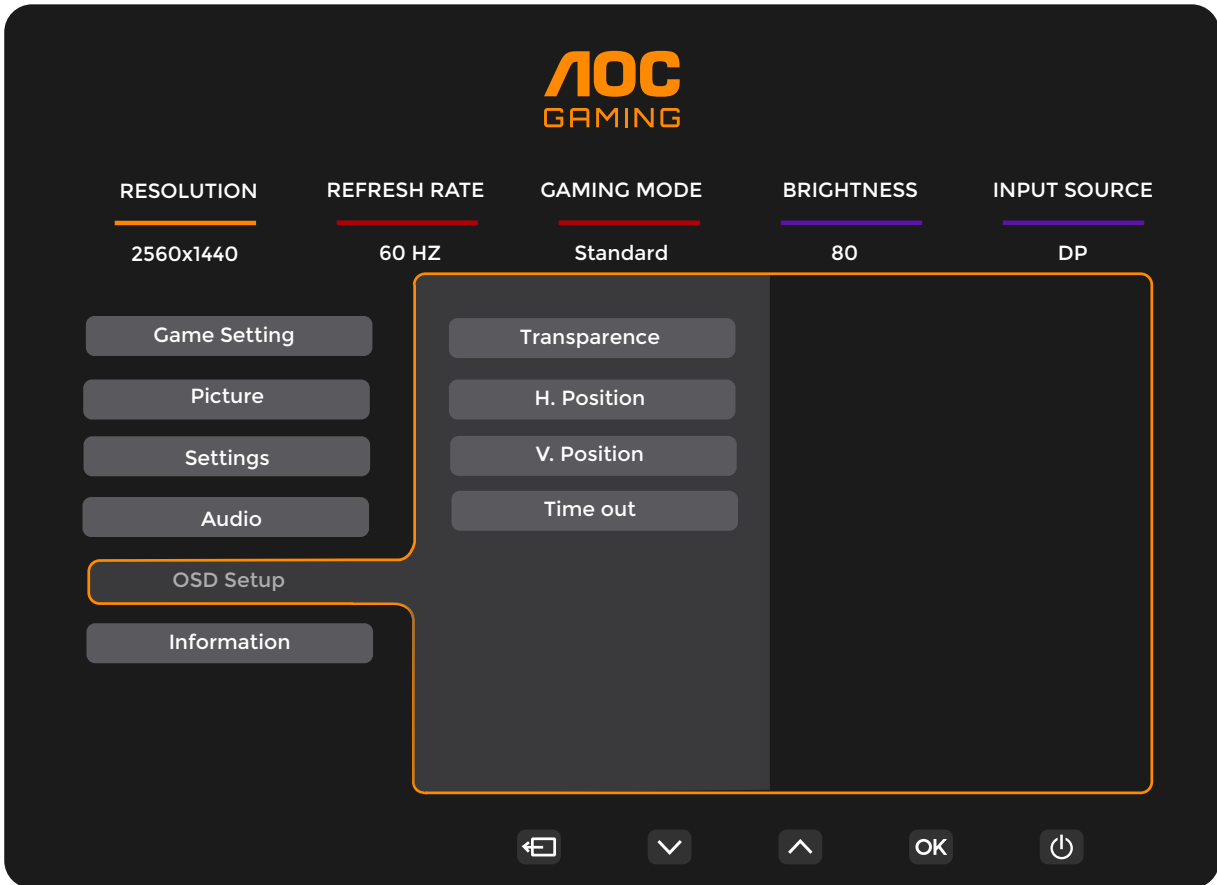 AOC
GAMING
RESOLUTION REFRESH RATE GAMING MODE BRIGHTNESS INPUT SOURCE
2560x1440 60 HZ Standard 80 DP
Game Setting
Picture
Settings
Audio
OSD Setup
Information
Transparence
H. Position
V. Position
Time out
OK